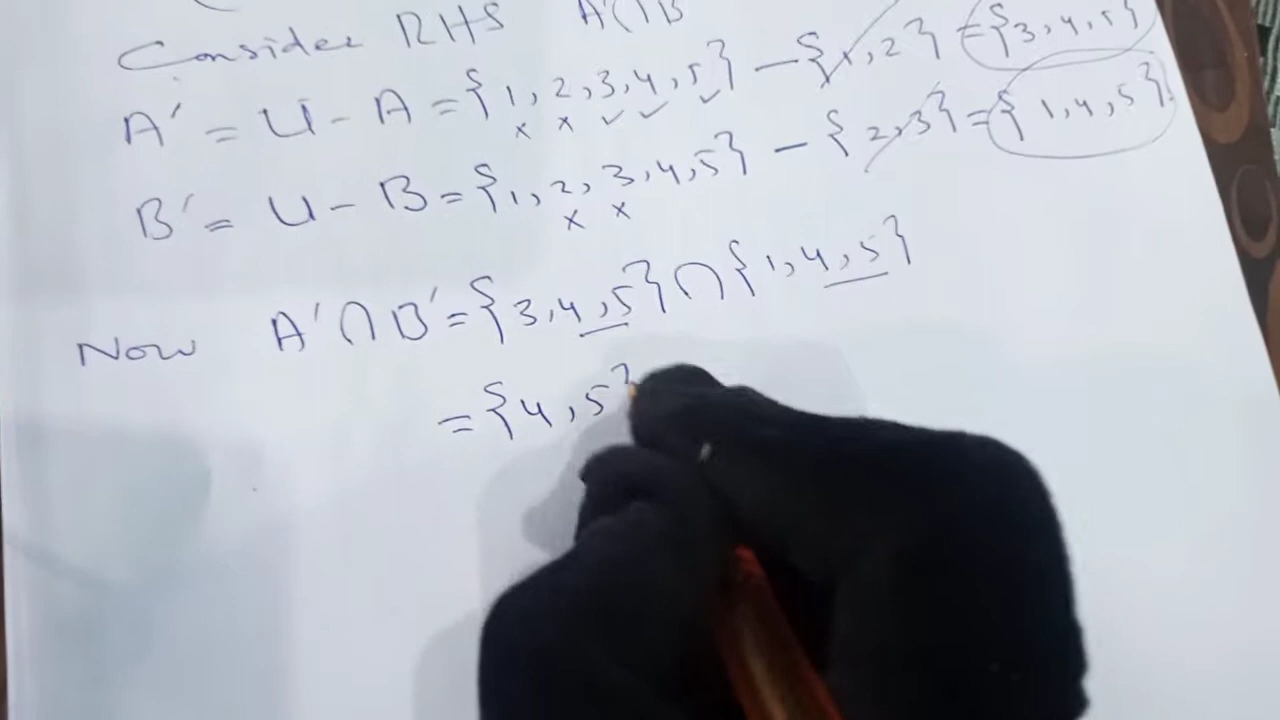 Consider RHS A'∩B
A' = U - A = {1, 2, 3, 4, 5} - {1, 2} = {3, 4, 5}
x x ✓ ✓ ✓
B' = U - B = {1, 2, 3, 4, 5} - {2, 3} = {1, 4, 5}
x x
Now A'∩B' = {3, 4, 5} ∩ {1, 4, 5}
= {4, 5}